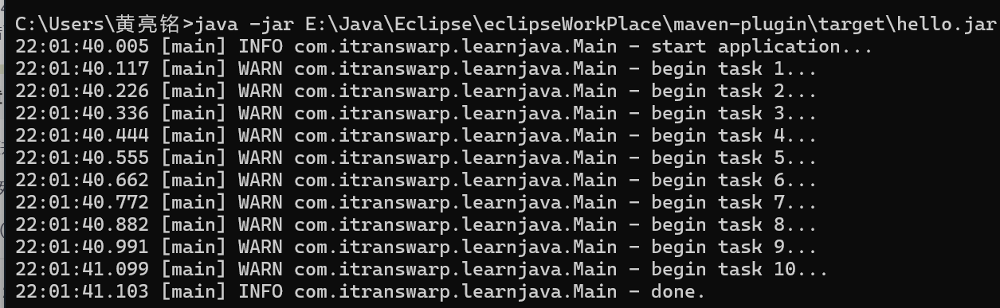 C:\Users\黄亮铭>java -jar E:\Java\Eclipse\eclipseWorkPlace\maven-plugin\target\hello.jar
22:01:40.005 [main] INFO com.itranswarp.learnjava.Main - start application...
22:01:40.117 [main] WARN com.itranswarp.learnjava.Main - begin task 1...
22:01:40.226 [main] WARN com.itranswarp.learnjava.Main - begin task 2...
22:01:40.336 [main] WARN com.itranswarp.learnjava.Main - begin task 3...
22:01:40.444 [main] WARN com.itranswarp.learnjava.Main - begin task 4...
22:01:40.555 [main] WARN com.itranswarp.learnjava.Main - begin task 5...
22:01:40.662 [main] WARN com.itranswarp.learnjava.Main - begin task 6...
22:01:40.772 [main] WARN com.itranswarp.learnjava.Main - begin task 7...
22:01:40.882 [main] WARN com.itranswarp.learnjava.Main - begin task 8...
22:01:40.991 [main] WARN com.itranswarp.learnjava.Main - begin task 9...
22:01:41.099 [main] WARN com.itranswarp.learnjava.Main - begin task 10...
22:01:41.103 [main] INFO com.itranswarp.learnjava.Main - done.